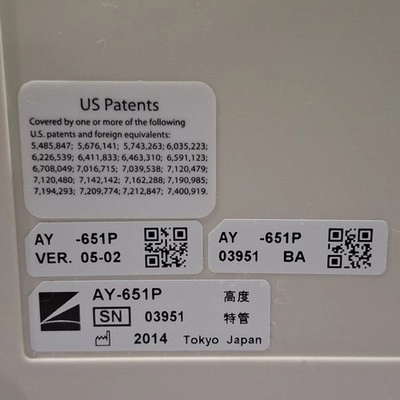 US Patents
Covered by one or more of the following
U.S. patents and foreign equivalents:
5,485,847; 5,676,141; 5,743,263; 6,035,223;
6,226,539; 6,411,833; 6,463,310; 6,591,123;
6,708,049; 7,016,715; 7,039,538; 7,120,479;
7,120,480; 7,142,142; 7,162,288; 7,190,985;
7,194,293; 7,209,774; 7,212,847; 7,400,919.
AY -651P
VER. 05-02
AY -651P
03951 BA
AY-651P 高度
SN 03951 特管
2014 Tokyo Japan